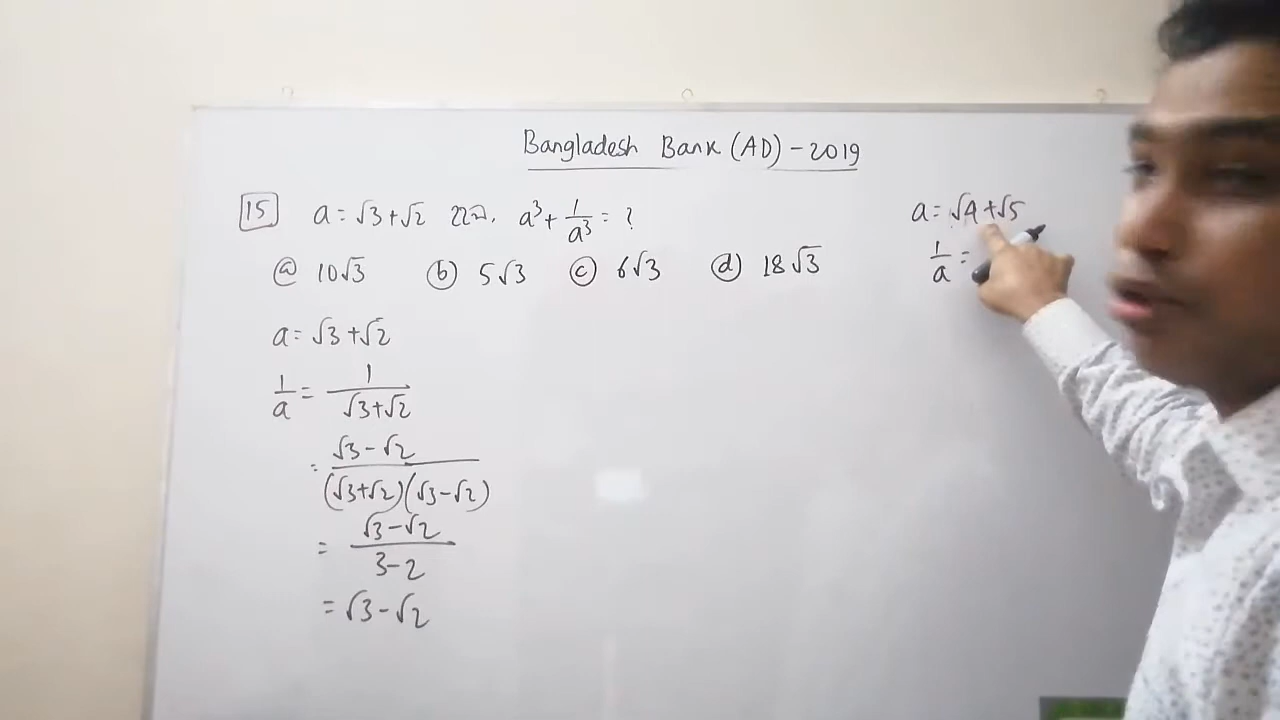 Bangladesh Bank (AD) - 2019
15 a = √3 + √2 হলে, a³ + 1/a³ = ?
ⓐ 10√3 ⓑ 5√3 ⓒ 6√3 ⓓ 18√3
a = √3 + √2
1/a = 1/(√3+√2)
= (√3 - √2)/((√3+√2)(√3-√2))
= (√3 - √2)/(3 - 2)
= √3 - √2
a = √4 + √5
1/a =